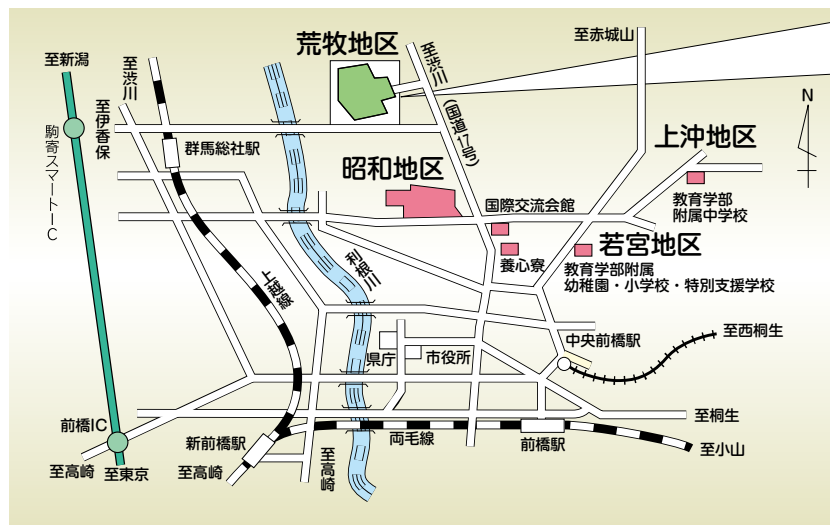 荒牧地区
至赤城山
至新潟
至渋川
至渋川
(国道17号)
至伊香保
N
駒寄スマートIC
群馬総社駅
上沖地区
昭和地区
教育学部
附属中学校
国際交流会館
若宮地区
養心寮
教育学部附属
幼稚園・小学校・特別支援学校
上越線
利根川
中央前橋駅
至西桐生
県庁
市役所
前橋IC
新前橋駅
両毛線
前橋駅
至桐生
至小山
至高崎
至東京
至高崎
至高崎